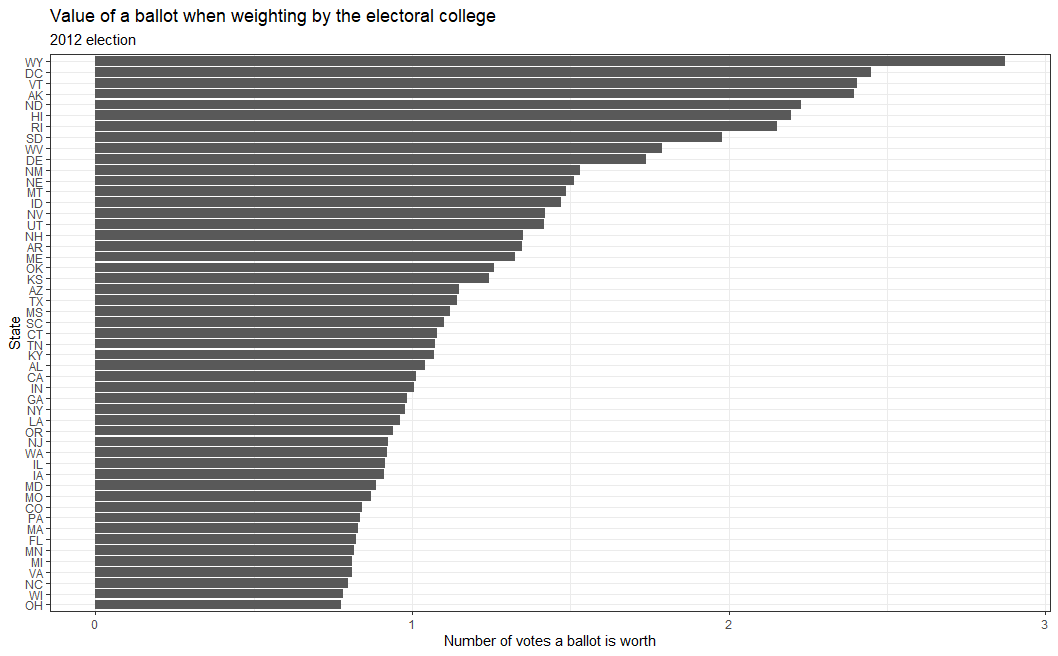 Value of a ballot when weighting by the electoral college
2012 election
WY
DC
VT
AK
ND
HI
RI
SD
WV
DE
NM
NE
MT
ID
NV
UT
NH
AR
ME
OK
KS
AZ
TX
MS
SC
CT
TN
KY
AL
CA
IN
GA
NY
LA
OR
NJ
WA
IL
IA
MD
MO
CO
PA
MA
FL
MN
MI
VA
NC
WI
OH
State
0 1 2 3
Number of votes a ballot is worth